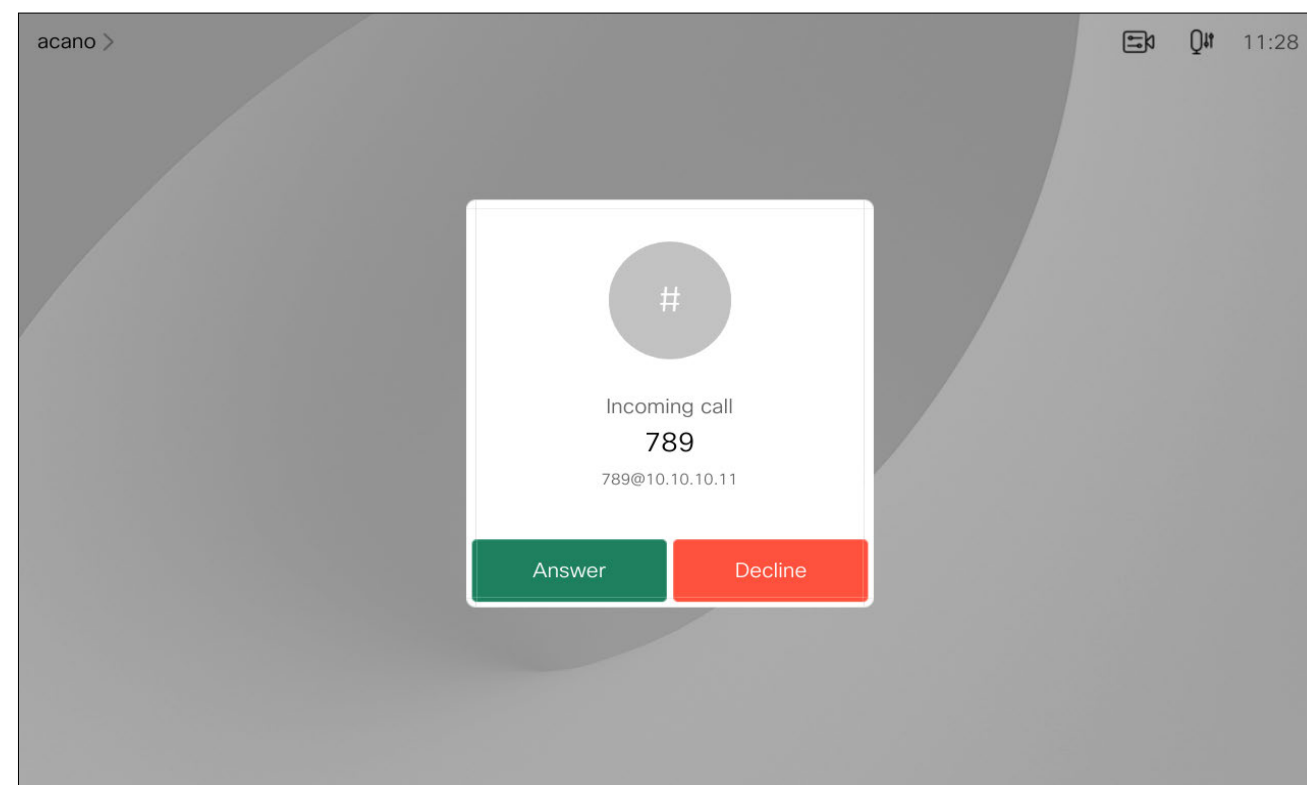 acano >
11:28
#
Incoming call
789
789@10.10.10.11
Answer
Decline